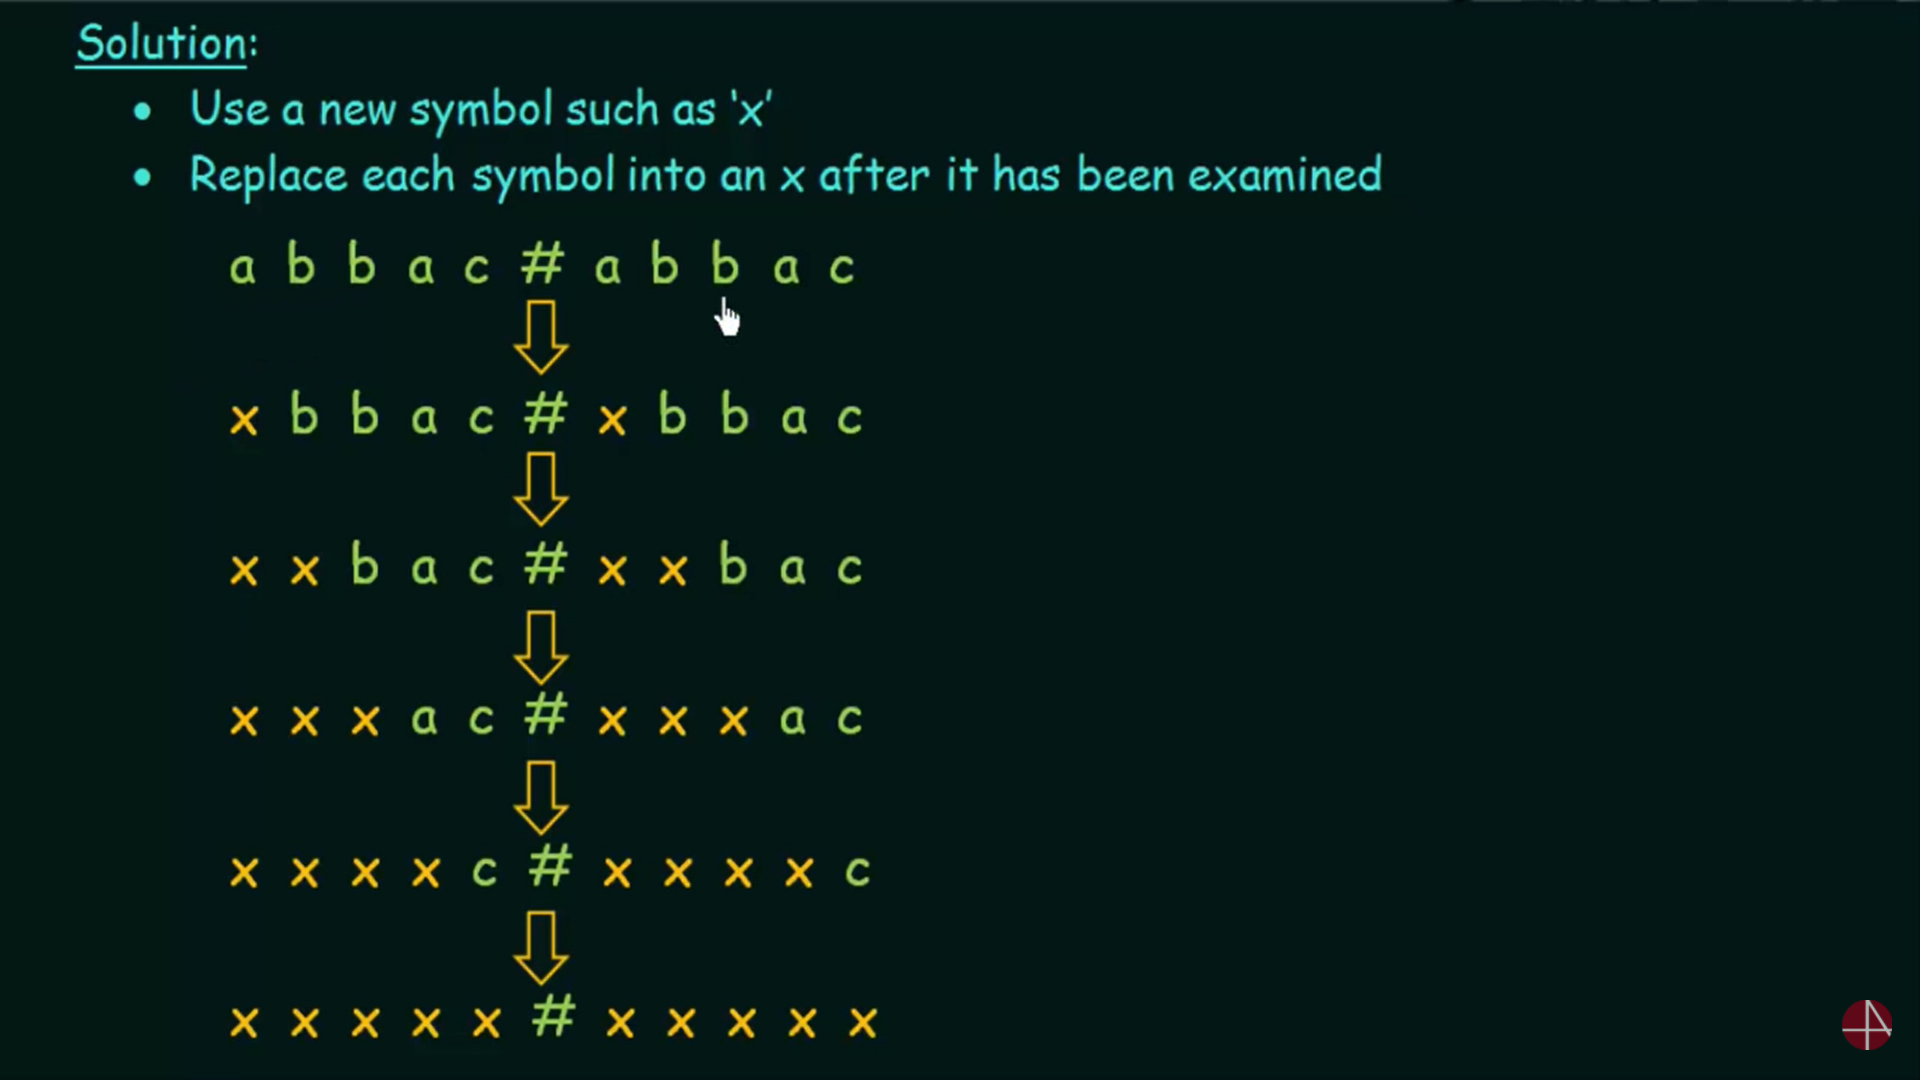 Solution:
• Use a new symbol such as ‘x’
• Replace each symbol into an x after it has been examined
a b b a c # a b b a c
x b b a c # x b b a c
x x b a c # x x b a c
x x x a c # x x x a c
x x x x c # x x x x c
x x x x x # x x x x x